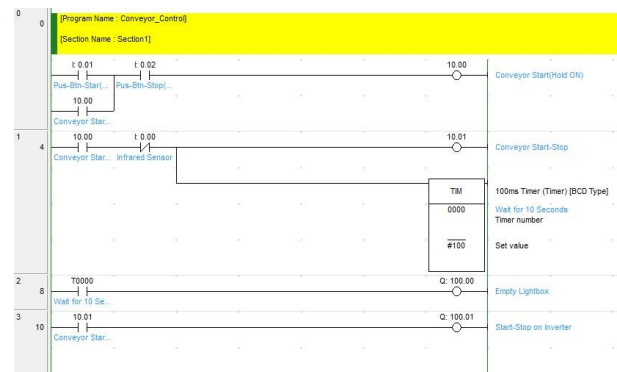 0
0
[Program Name : Conveyor_Control]
[Section Name : Section1]
I: 0.01
I: 0.02
10.00
Pus-Btn-Star(...
Pus-Btn-Stop(...
Conveyor Start(Hold ON)
10.00
Conveyor Star...
1
4
10.00
I: 0.00
10.01
Conveyor Star...
Infrared Sensor
Conveyor Start-Stop
TIM
100ms Timer (Timer) [BCD Type]
0000
Wait for 10 Seconds
Timer number
#100
Set value
2
8
T0000
Q: 100.00
Wait for 10 Se...
Empty Lightbox
3
10
10.01
Q: 100.01
Conveyor Star...
Start-Stop on Inverter